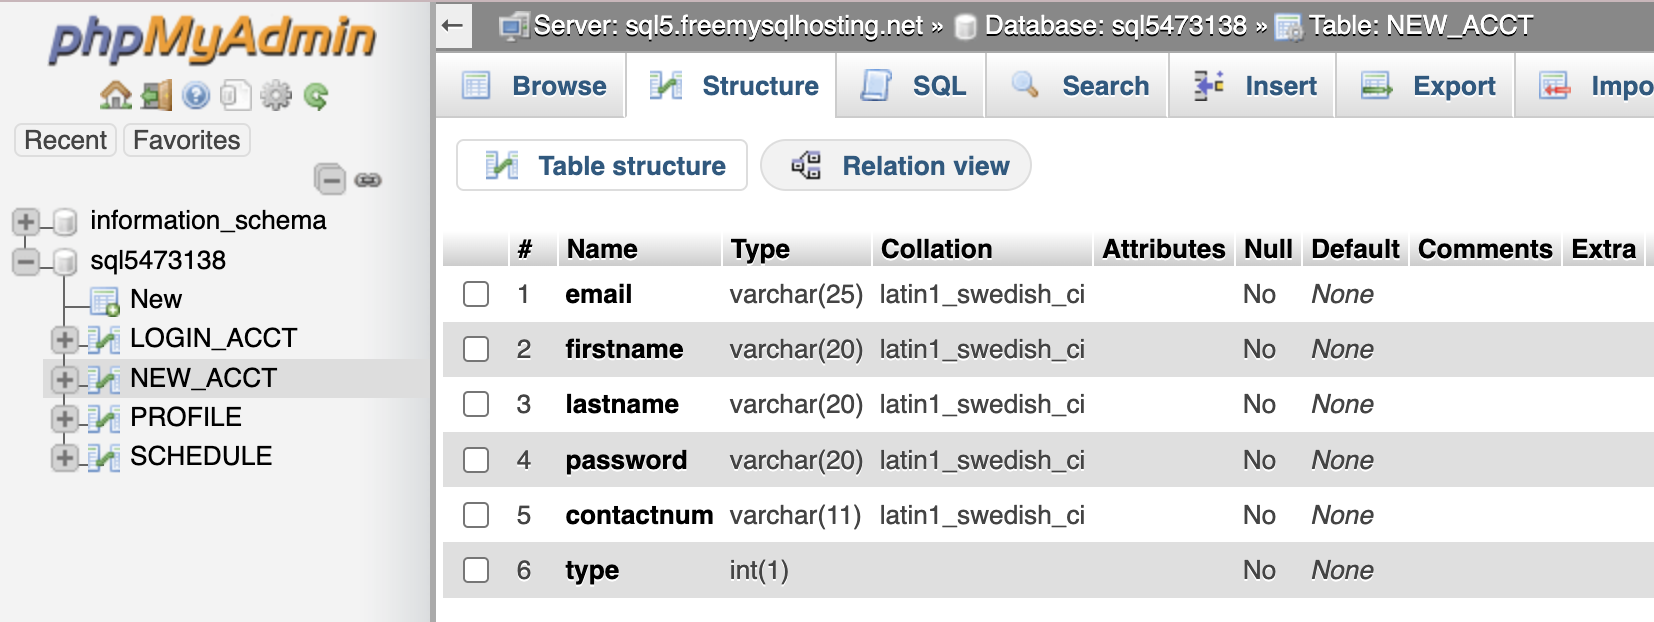 phpMyAdmin
Recent Favorites
information_schema
sql5473138
New
LOGIN_ACCT
NEW_ACCT
PROFILE
SCHEDULE
Server: sql5.freemysqlhosting.net » Database: sql5473138 » Table: NEW_ACCT
Browse Structure SQL Search Insert Export Impo
Table structure Relation view
# Name Type Collation Attributes Null Default Comments Extra
1 email varchar(25) latin1_swedish_ci No None
2 firstname varchar(20) latin1_swedish_ci No None
3 lastname varchar(20) latin1_swedish_ci No None
4 password varchar(20) latin1_swedish_ci No None
5 contactnum varchar(11) latin1_swedish_ci No None
6 type int(1) No None